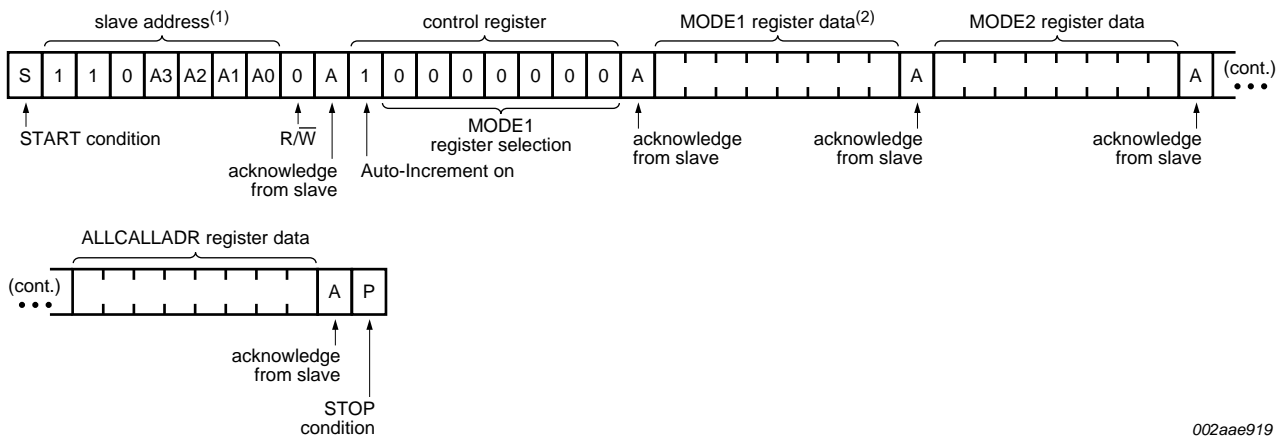 slave address(1) control register MODE1 register data(2) MODE2 register data
S 1 1 0 A3 A2 A1 A0 0 A 1 0 0 0 0 0 0 0 A A A (cont.)
START condition R/W̅ MODE1
register selection
acknowledge
from slave
Auto-Increment on
acknowledge
from slave
acknowledge
from slave
acknowledge
from slave
ALLCALLADR register data
(cont.) A P
acknowledge
from slave
STOP
condition
002aae919